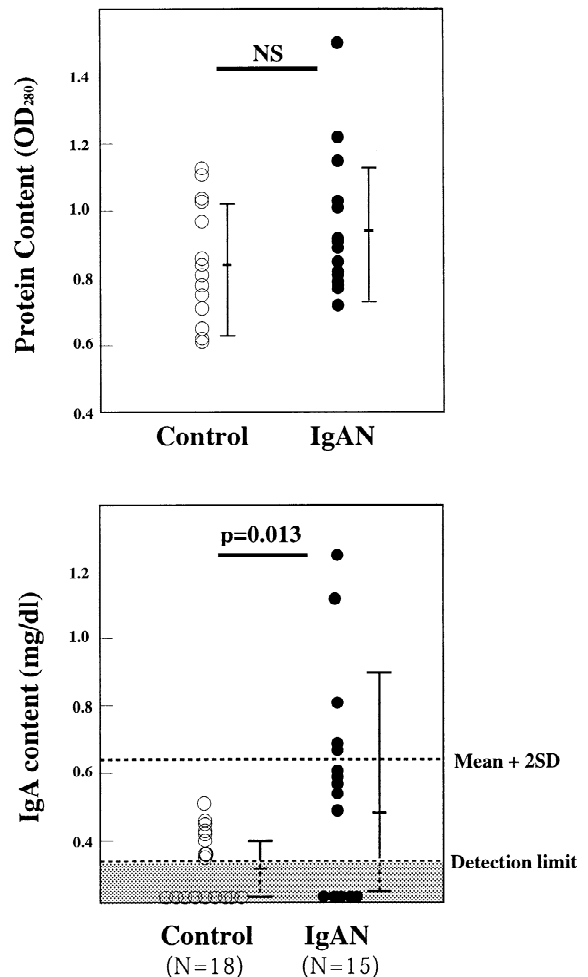 Protein Content (OD280)
1.4
1.2
1.0
0.8
0.6
0.4
NS
Control
IgAN
IgA content (mg/dl)
1.2
1.0
0.8
0.6
0.4
p=0.013
Mean + 2SD
Detection limit
Control
IgAN
(N=18)
(N=15)